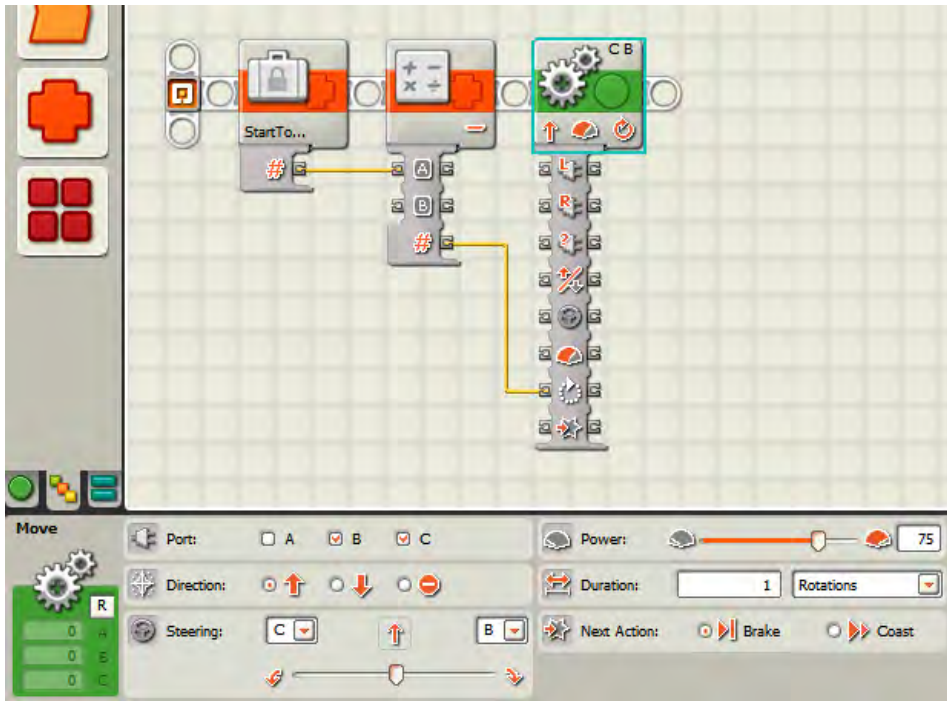 C B
StartTo...
#
A
B
#
L
R
?
Move
R
0 A
0 B
0 C
Port: A B C
Direction:
Steering: C B
Power: 75
Duration: 1 Rotations
Next Action: Brake Coast